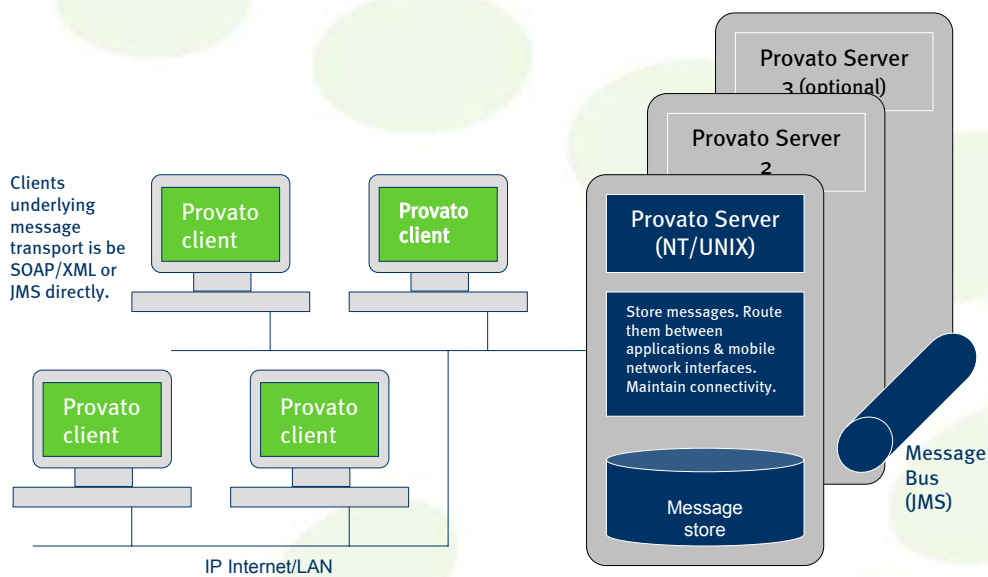 Provato Server
3 (optional)
Provato Server
2
Clients
underlying
message
transport is be
SOAP/XML or
JMS directly.
Provato
client
Provato
client
Provato Server
(NT/UNIX)
Store messages. Route
them between
applications & mobile
network interfaces.
Maintain connectivity.
Provato
client
Provato
client
Message
Bus
(JMS)
Message
store
IP Internet/LAN